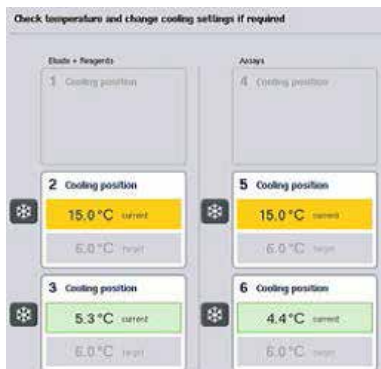 Check temperature and change cooling settings if required
Eluate + Reagents
Assays
1 Cooling position
4 Cooling position
2 Cooling position
5 Cooling position
15.0 °C current
15.0 °C current
6.0 °C target
6.0 °C target
3 Cooling position
6 Cooling position
5.3 °C current
4.4 °C current
6.0 °C target
6.0 °C target